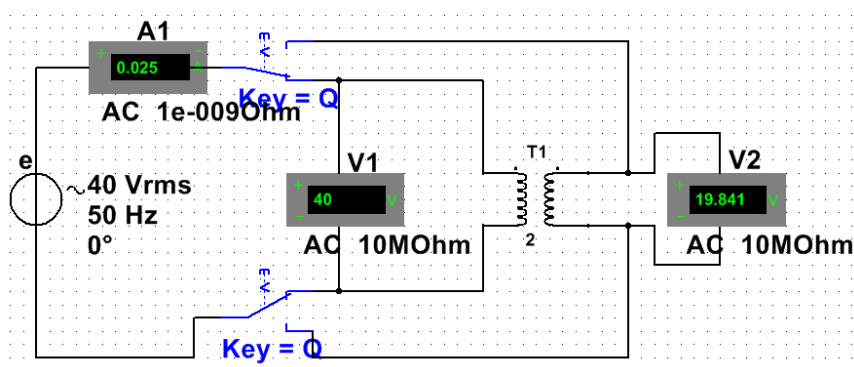 A1
+ −
0.025 A
AC 1e-009Ohm
E-V
Key = Q
e
40 Vrms
50 Hz
0°
V1
+
40 V
−
AC 10MOhm
T1
2
V2
+
19.841 V
−
AC 10MOhm
E-V
Key = Q